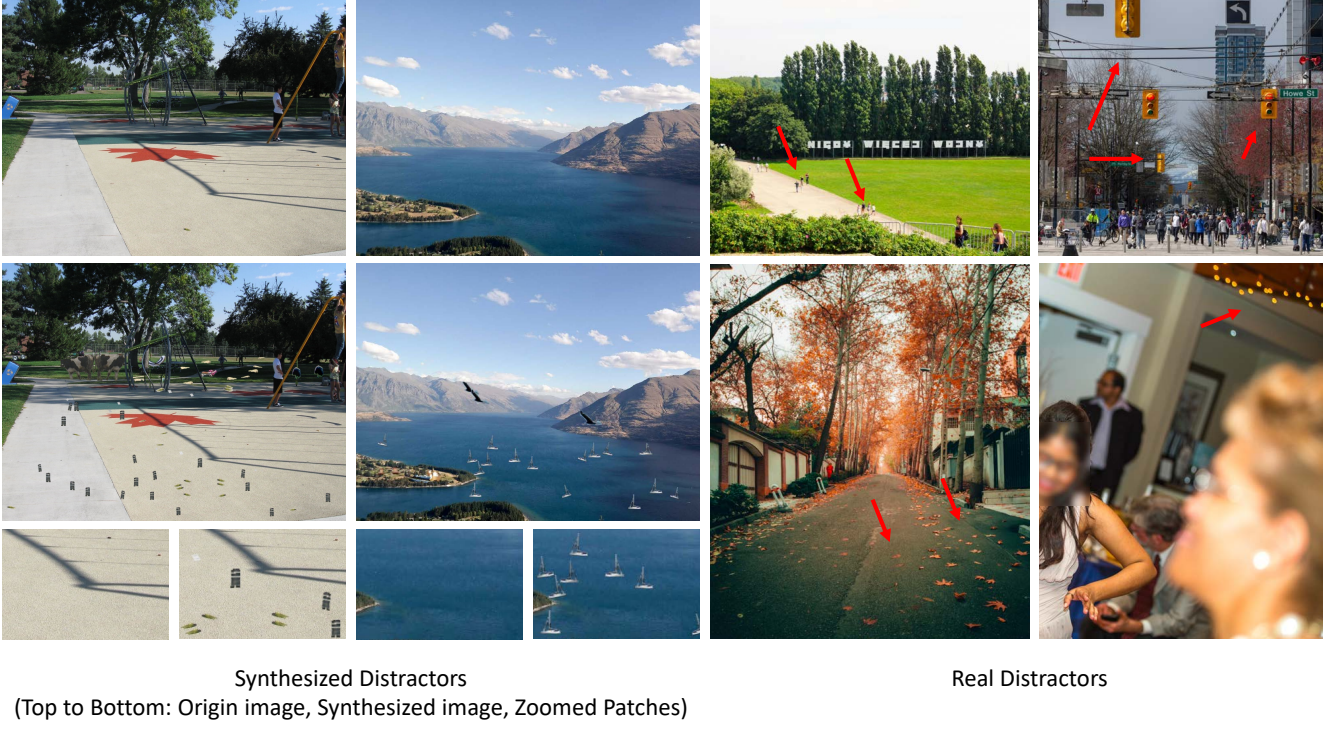 Howe St
Synthesized Distractors
(Top to Bottom: Origin image, Synthesized image, Zoomed Patches)
Real Distractors